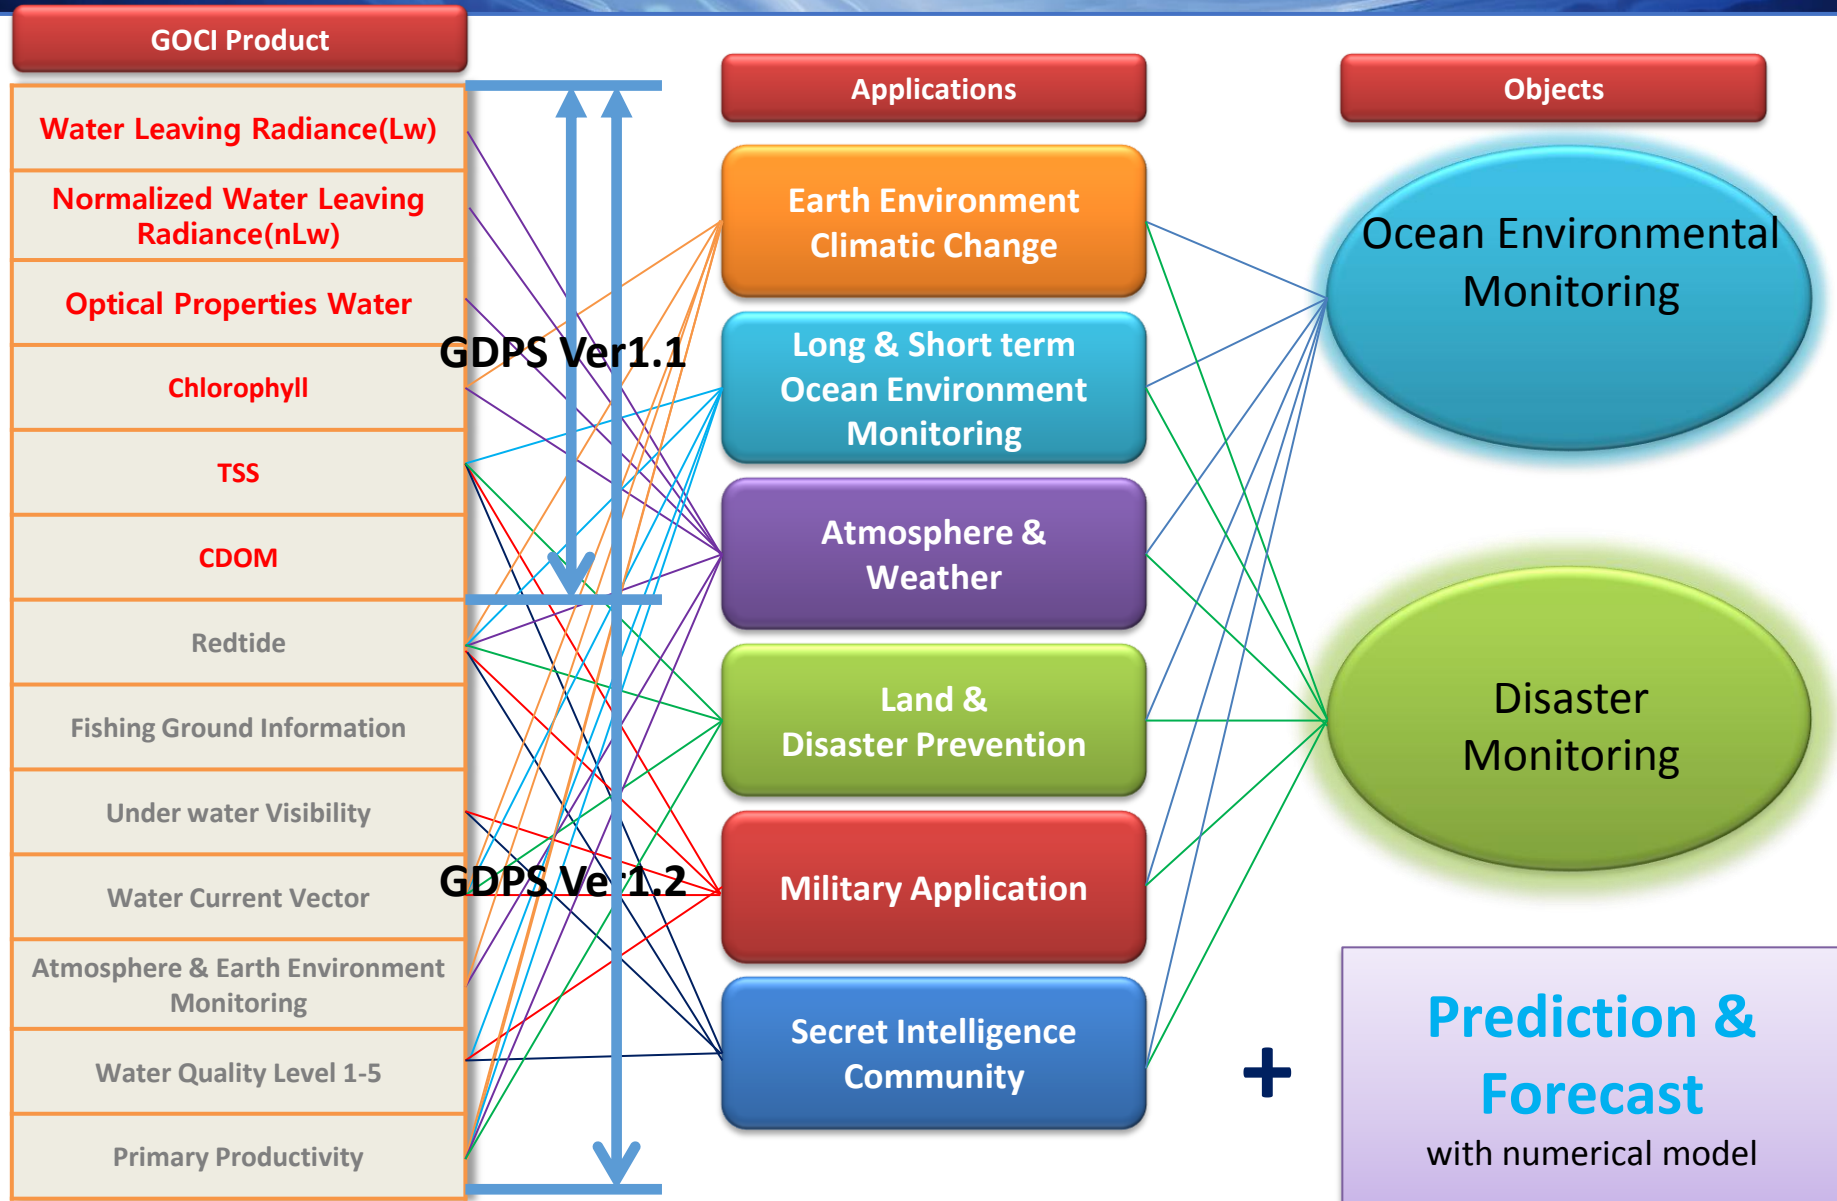 GOCI Product
Water Leaving Radiance(Lw)
Normalized Water Leaving
Radiance(nLw)
Optical Properties Water
Chlorophyll
TSS
CDOM
Redtide
Fishing Ground Information
Under water Visibility
Water Current Vector
Atmosphere & Earth Environment
Monitoring
Water Quality Level 1-5
Primary Productivity
GDPS Ver1.1
GDPS Ver1.2
Applications
Earth Environment
Climatic Change
Long & Short term
Ocean Environment
Monitoring
Atmosphere &
Weather
Land &
Disaster Prevention
Military Application
Secret Intelligence
Community
Objects
Ocean Environmental
Monitoring
Disaster
Monitoring
+
Prediction &
Forecast
with numerical model